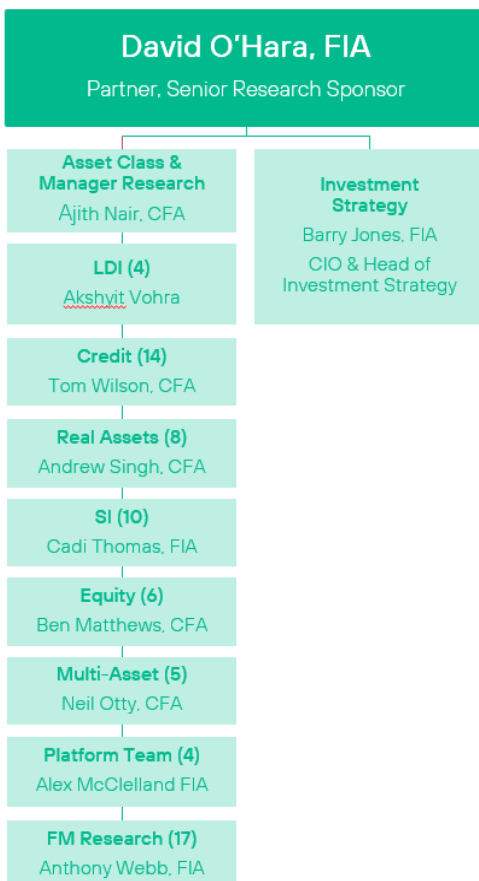 David O'Hara, FIA
Partner, Senior Research Sponsor
Asset Class &
Manager Research
Ajith Nair, CFA
LDI (4)
Akshyit Vohra
Credit (14)
Tom Wilson, CFA
Real Assets (8)
Andrew Singh, CFA
SI (10)
Cadi Thomas, FIA
Equity (6)
Ben Matthews, CFA
Multi-Asset (5)
Neil Otty, CFA
Platform Team (4)
Alex McClelland FIA
FM Research (17)
Anthony Webb, FIA
Investment
Strategy
Barry Jones, FIA
CIO & Head of
Investment Strategy